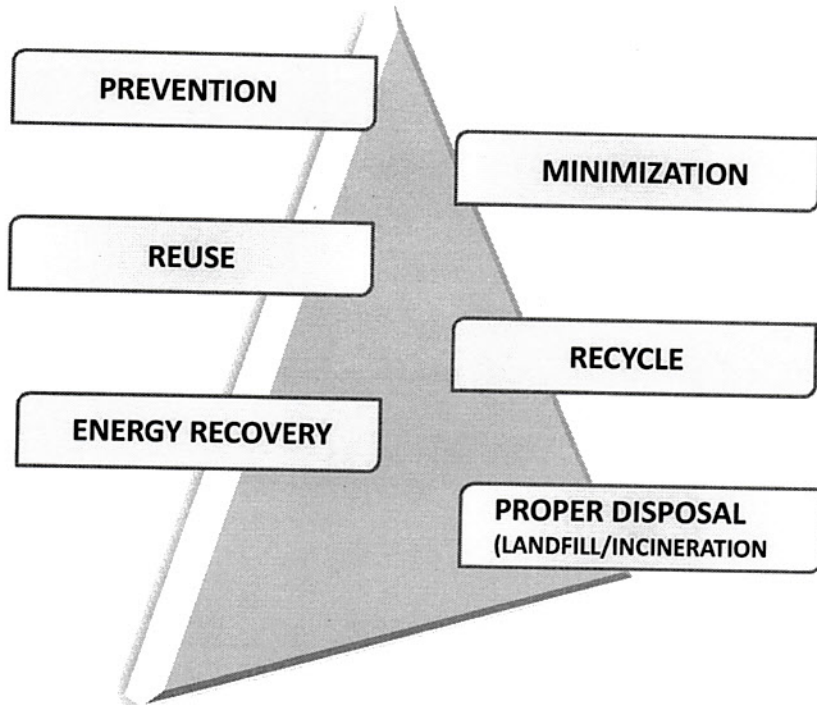 PREVENTION
MINIMIZATION
REUSE
RECYCLE
ENERGY RECOVERY
PROPER DISPOSAL
(LANDFILL/INCINERATION